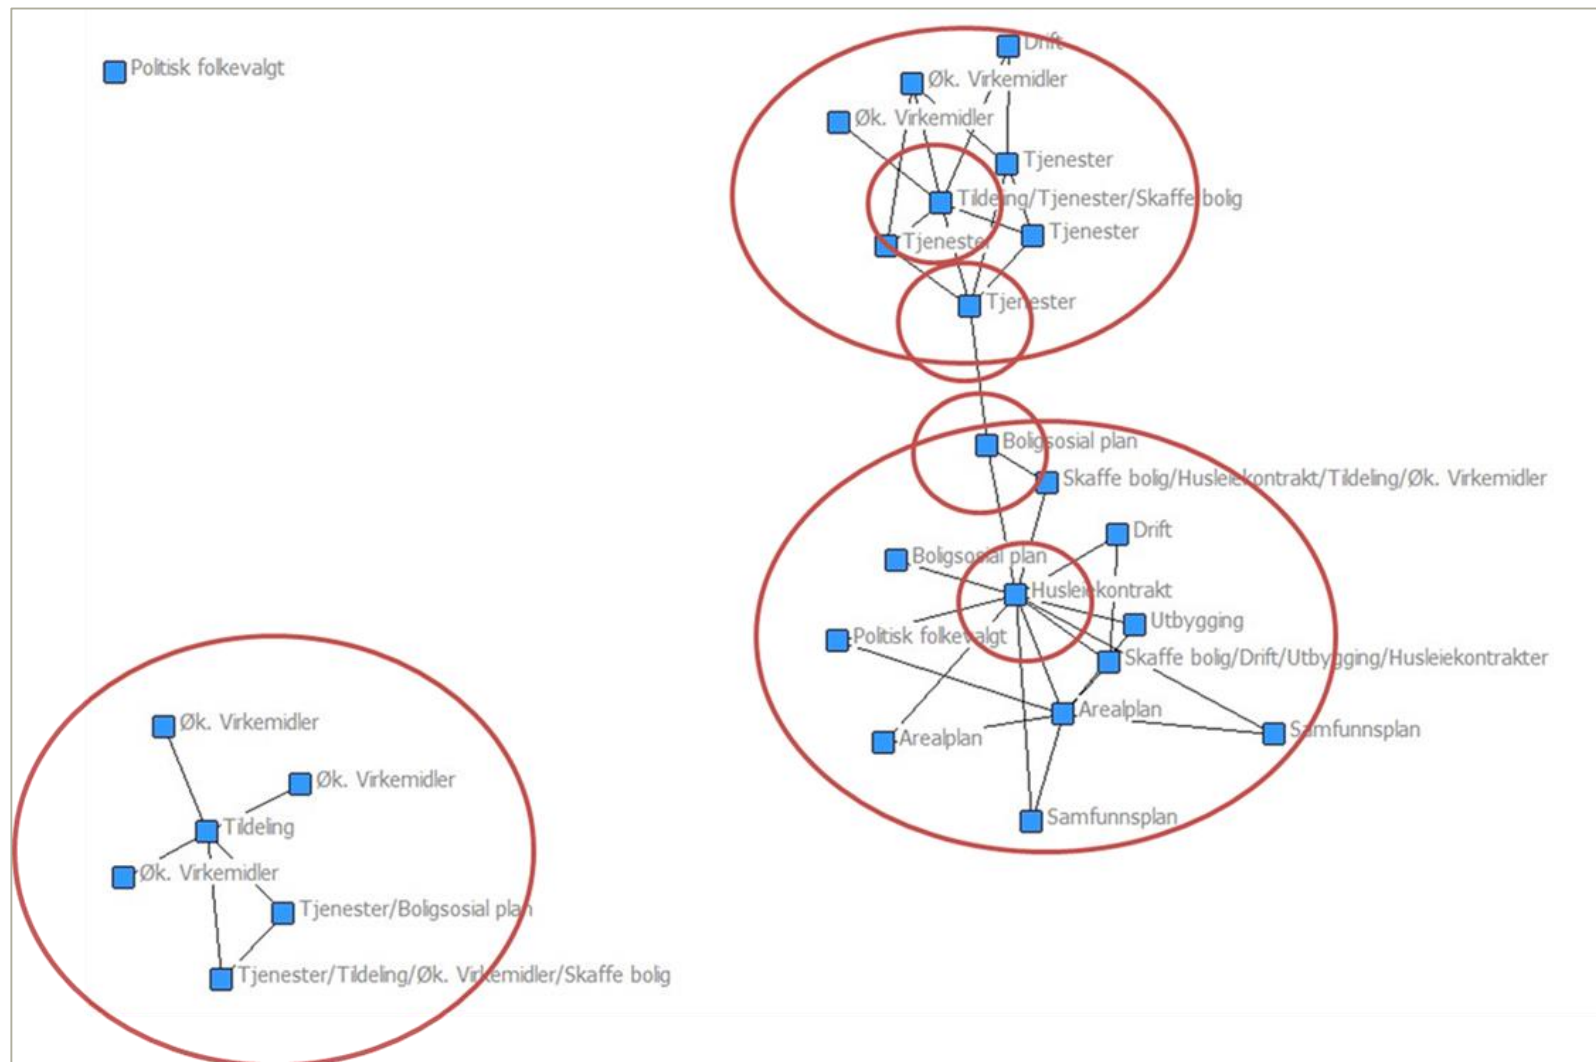 Politisk folkevalgt
Drift
Øk. Virkemidler
Øk. Virkemidler
Tjenester
Tildeling/Tjenester/Skaffe bolig
Tjenester
Tjenester
Tjenester
Boligsosial plan
Skaffe bolig/Husleiekontrakt/Tildeling/Øk. Virkemidler
Drift
Boligsosial plan
Husleiekontrakt
Utbygging
Politisk folkevalgt
Skaffe bolig/Drift/Utbygging/Husleiekontrakter
Arealplan
Arealplan
Samfunnsplan
Samfunnsplan
Øk. Virkemidler
Øk. Virkemidler
Tildeling
Øk. Virkemidler
Tjenester/Boligsosial plan
Tjenester/Tildeling/Øk. Virkemidler/Skaffe bolig